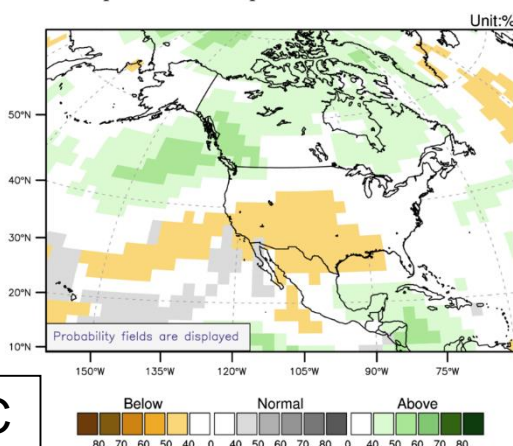 Unit:%
50°N
40°N
30°N
20°N
10°N
Probability fields are displayed
150°W 135°W 120°W 105°W 90°W 75°W
C
Below Normal Above
80 70 60 50 40 0 40 50 60 70 80 0 40 50 60 70 80